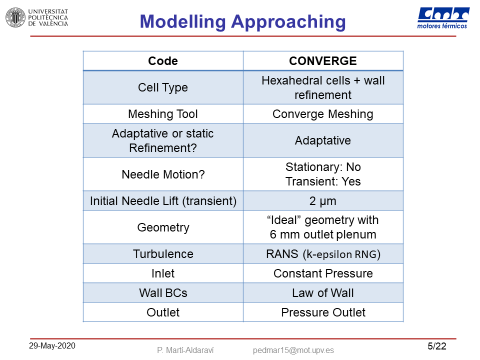 UNIVERSITAT
POLITÈCNICA
DE VALÈNCIA
Modelling Approaching
CMT
motores térmicos
Code CONVERGE
Cell Type Hexahedral cells + wall
refinement
Meshing Tool Converge Meshing
Adaptative or static
Refinement? Adaptative
Needle Motion? Stationary: No
Transient: Yes
Initial Needle Lift (transient) 2 µm
Geometry "Ideal" geometry with
6 mm outlet plenum
Turbulence RANS (k-epsilon RNG)
Inlet Constant Pressure
Wall BCs Law of Wall
Outlet Pressure Outlet
29-May-2020 P. Martí-Aldaraví pedmar15@mot.upv.es 5/22